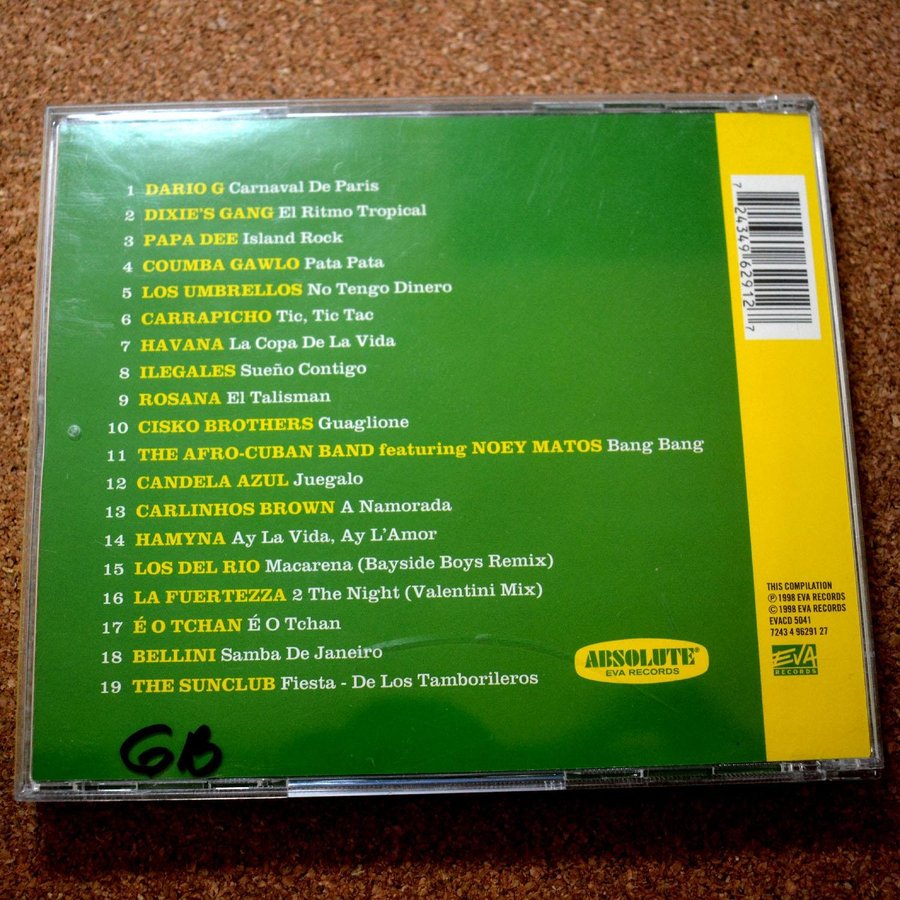 1 DARIO G Carnaval De Paris
2 DIXIE'S GANG El Ritmo Tropical
3 PAPA DEE Island Rock
4 COUMBA GAWLO Pata Pata
5 LOS UMBRELLOS No Tengo Dinero
6 CARRAPICHO Tic, Tic Tac
7 HAVANA La Copa De La Vida
8 ILEGALES Sueño Contigo
9 ROSANA El Talisman
10 CISKO BROTHERS Guaglione
11 THE AFRO-CUBAN BAND featuring NOEY MATOS Bang Bang
12 CANDELA AZUL Juegalo
13 CARLINHOS BROWN A Namorada
14 HAMYNA Ay La Vida, Ay L'Amor
15 LOS DEL RIO Macarena (Bayside Boys Remix)
16 LA FUERTEZZA 2 The Night (Valentini Mix)
17 É O TCHAN É O Tchan
18 BELLINI Samba De Janeiro
19 THE SUNCLUB Fiesta - De Los Tamborileros
GB
ABSOLUTE®
EVA RECORDS
7 24349 62912 7
THIS COMPILATION
℗ 1998 EVA RECORDS
© 1998 EVA RECORDS
EVACD 5041
7243 4 96291 27
EVA
RECORDS